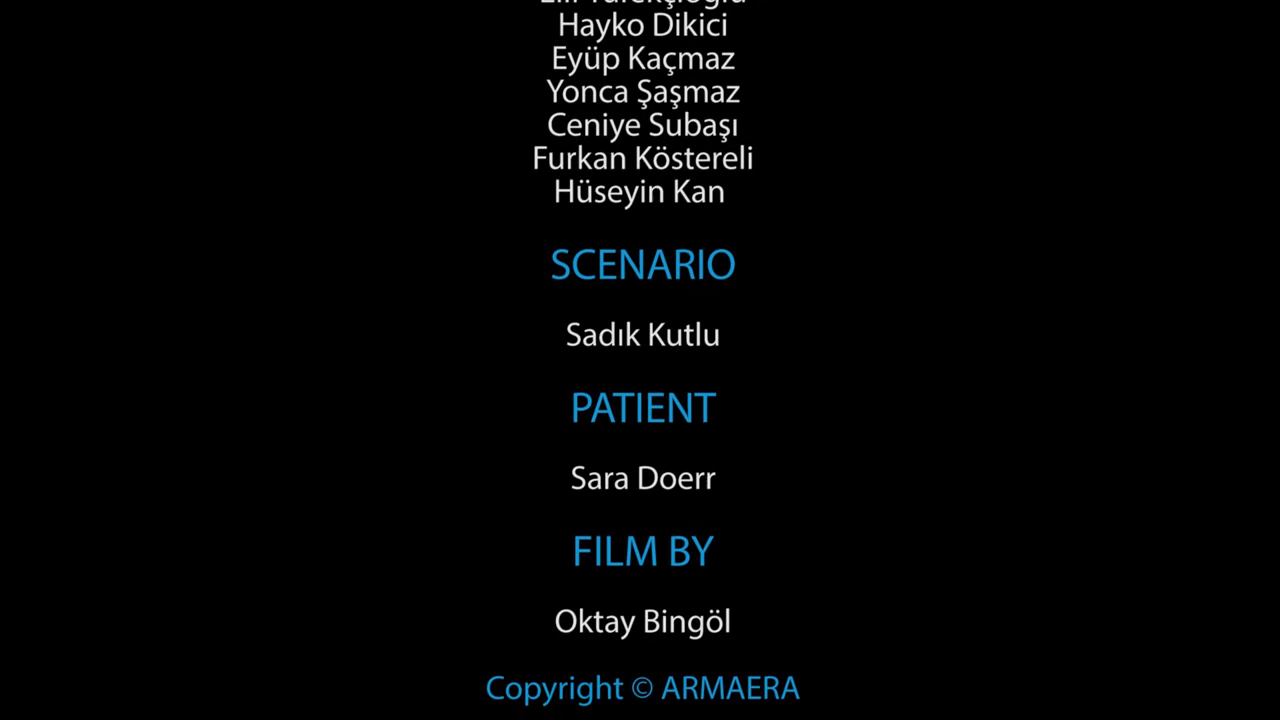 Hayko Dikici
Eyüp Kaçmaz
Yonca Şaşmaz
Ceniye Subaşı
Furkan Köstereli
Hüseyin Kan
SCENARIO
Sadık Kutlu
PATIENT
Sara Doerr
FILM BY
Oktay Bingöl
Copyright © ARMAERA